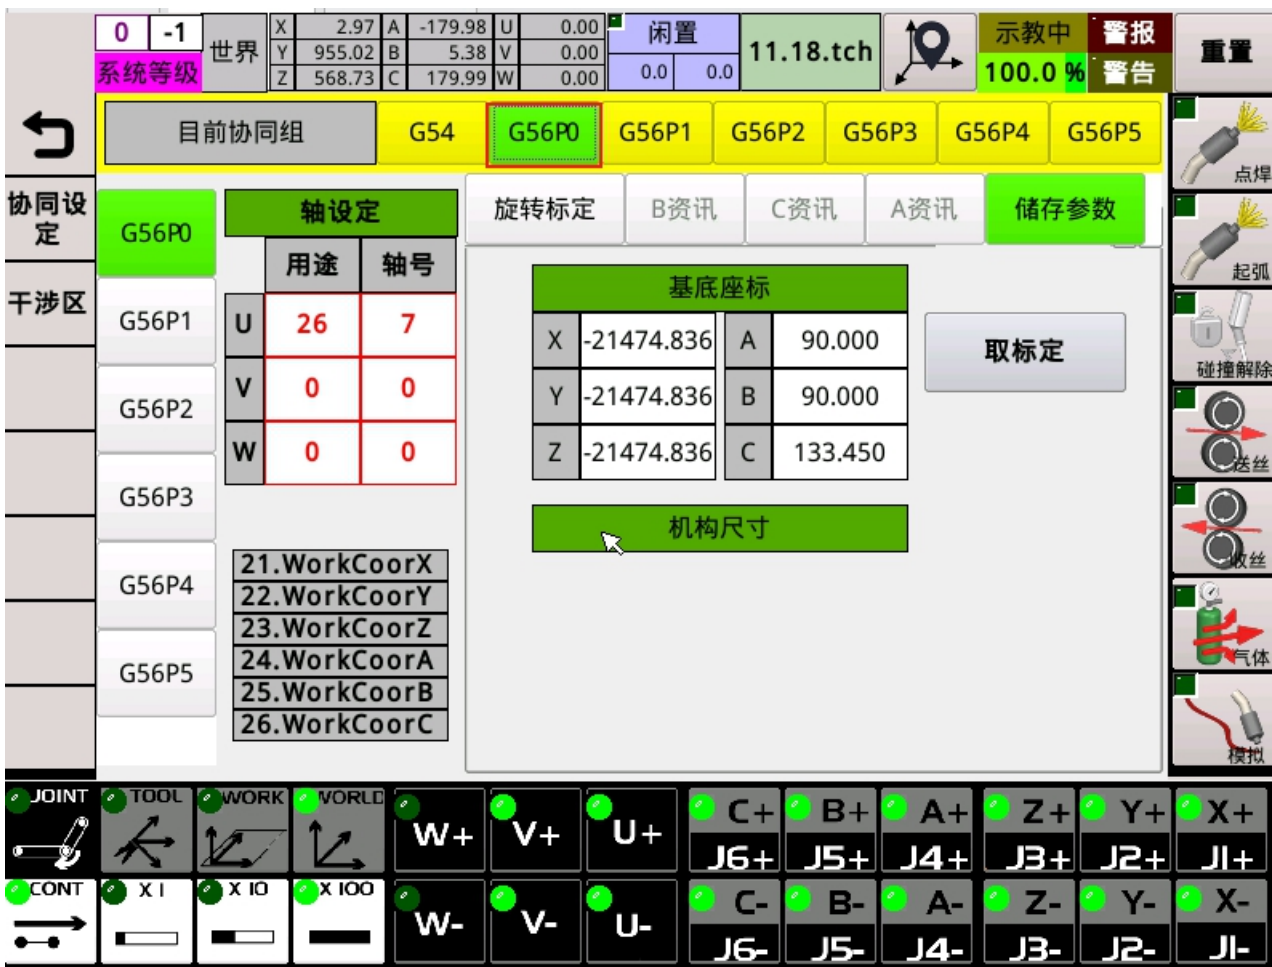 0 -1
系统等级
世界
X 2.97 A -179.98 U 0.00
Y 955.02 B 5.38 V 0.00
Z 568.73 C 179.99 W 0.00
闲置
0.0 0.0
11.18.tch
示教中
100.0 %
警报
警告
重置
目前协同组 G54 G56P0 G56P1 G56P2 G56P3 G56P4 G56P5
协同设定
干涉区
G56P0
G56P1
G56P2
G56P3
G56P4
G56P5
轴设定
用途 轴号
U 26 7
V 0 0
W 0 0
21.WorkCoorX
22.WorkCoorY
23.WorkCoorZ
24.WorkCoorA
25.WorkCoorB
26.WorkCoorC
旋转标定 B资讯 C资讯 A资讯 储存参数
基底座标
X -21474.836 A 90.000
Y -21474.836 B 90.000
Z -21474.836 C 133.450
取标定
机构尺寸
点焊
起弧
碰撞解除
送丝
收丝
气体
模拟
JOINT TOOL WORK WORLD W+ V+ U+ C+ B+ A+ Z+ Y+ X+
J6+ J5+ J4+ J3+ J2+ J1+
CONT X 1 X 10 X 100 W- V- U- C- B- A- Z- Y- X-
J6- J5- J4- J3- J2- J1-